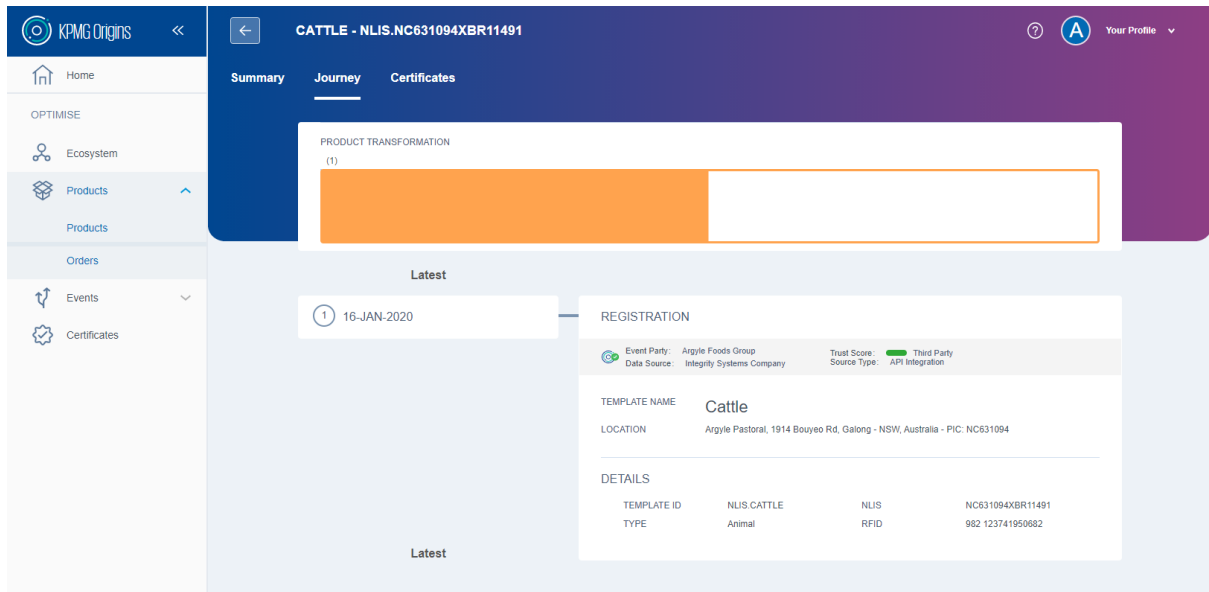 KPMG Origins
CATTLE - NLIS.NC631094XBR11491
A
Your Profile
Home
Summary
Journey
Certificates
OPTIMISE
Ecosystem
Products
Products
Orders
Events
Certificates
PRODUCT TRANSFORMATION
(1)
Latest
1 16-JAN-2020
REGISTRATION
Event Party: Argyle Foods Group
Data Source: Integrity Systems Company
Trust Score: Third Party
Source Type: API Integration
TEMPLATE NAME Cattle
LOCATION Argyle Pastoral, 1914 Bouyeo Rd, Galong - NSW, Australia - PIC: NC631094
DETAILS
TEMPLATE ID NLIS.CATTLE NLIS NC631094XBR11491
TYPE Animal RFID 982 123741950682
Latest